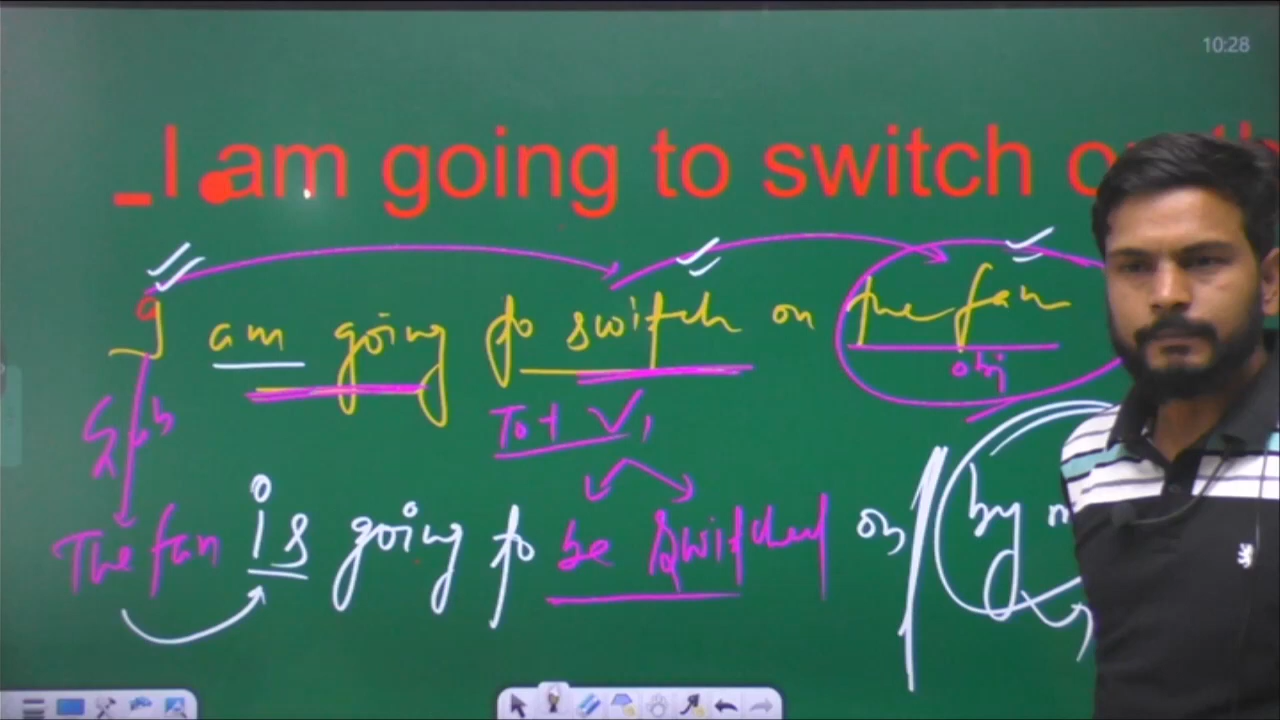 10:28
I am going to switch o
I am going to switch on the fan
obj
Sub
To + V1
The fan is going to be switched on by m